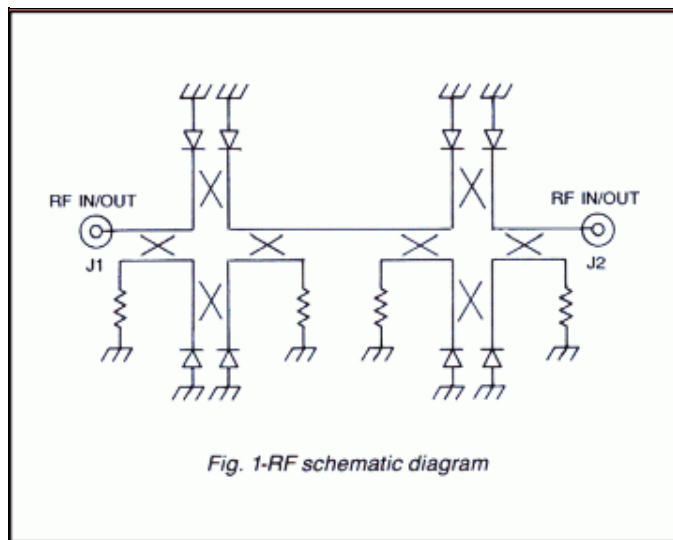 RF IN/OUT
RF IN/OUT
J1
J2
Fig. 1-RF schematic diagram